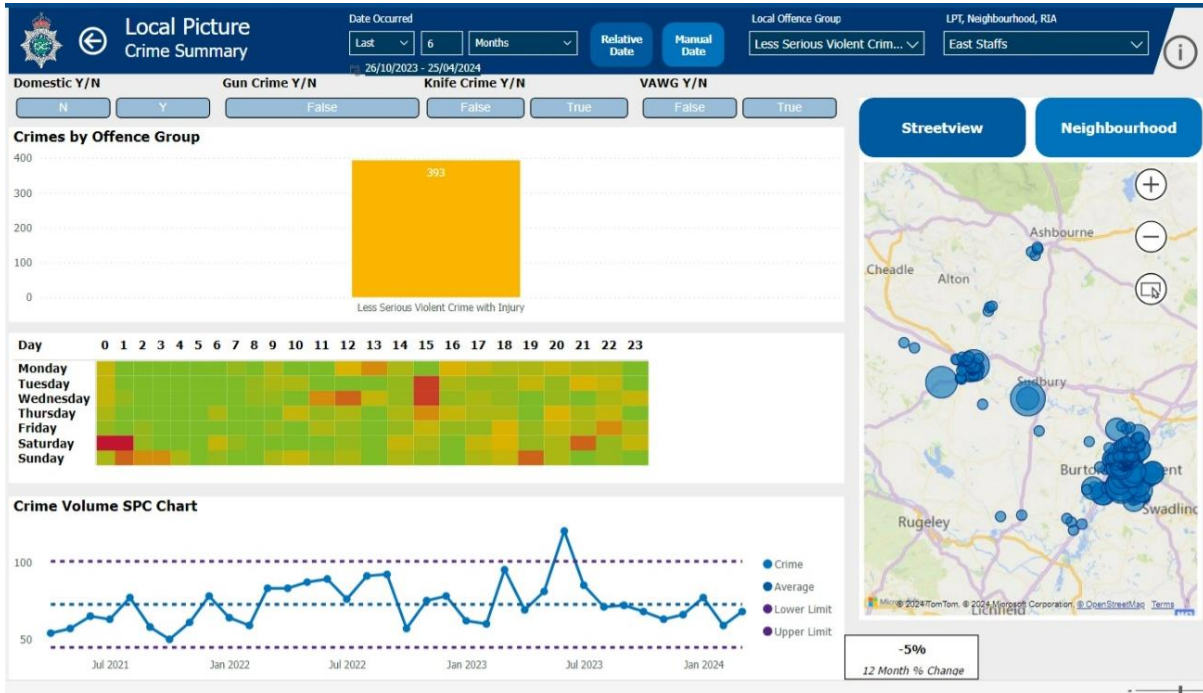 Local Picture
Crime Summary
Date Occurred
Last 6 Months
26/10/2023 - 25/04/2024
Relative Date
Manual Date
Local Offence Group
Less Serious Violent Crim...
LPT, Neighbourhood, RIA
East Staffs
Domestic Y/N Gun Crime Y/N Knife Crime Y/N VAWG Y/N
N Y False False True False True
Streetview Neighbourhood
Crimes by Offence Group
400
300
200
100
0
393
Less Serious Violent Crime with Injury
Day 0 1 2 3 4 5 6 7 8 9 10 11 12 13 14 15 16 17 18 19 20 21 22 23
Monday
Tuesday
Wednesday
Thursday
Friday
Saturday
Sunday
Crime Volume SPC Chart
100
50
Jul 2021 Jan 2022 Jul 2022 Jan 2023 Jul 2023 Jan 2024
Crime
Average
Lower Limit
Upper Limit
Ashbourne
Cheadle
Alton
Sudbury
Burto ent
Swadlinc
Rugeley
Lichfield
© 2024 TomTom, © 2024 Microsoft Corporation, © OpenStreetMap Terms
-5%
12 Month % Change